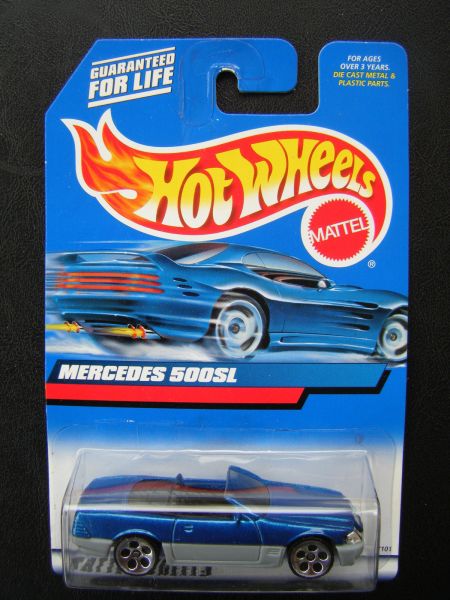 GUARANTEED
FOR LIFE
FOR AGES
OVER 3 YEARS.
DIE CAST METAL &
PLASTIC PARTS.
HOT WHEELS
MATTEL
®
MERCEDES 500SL